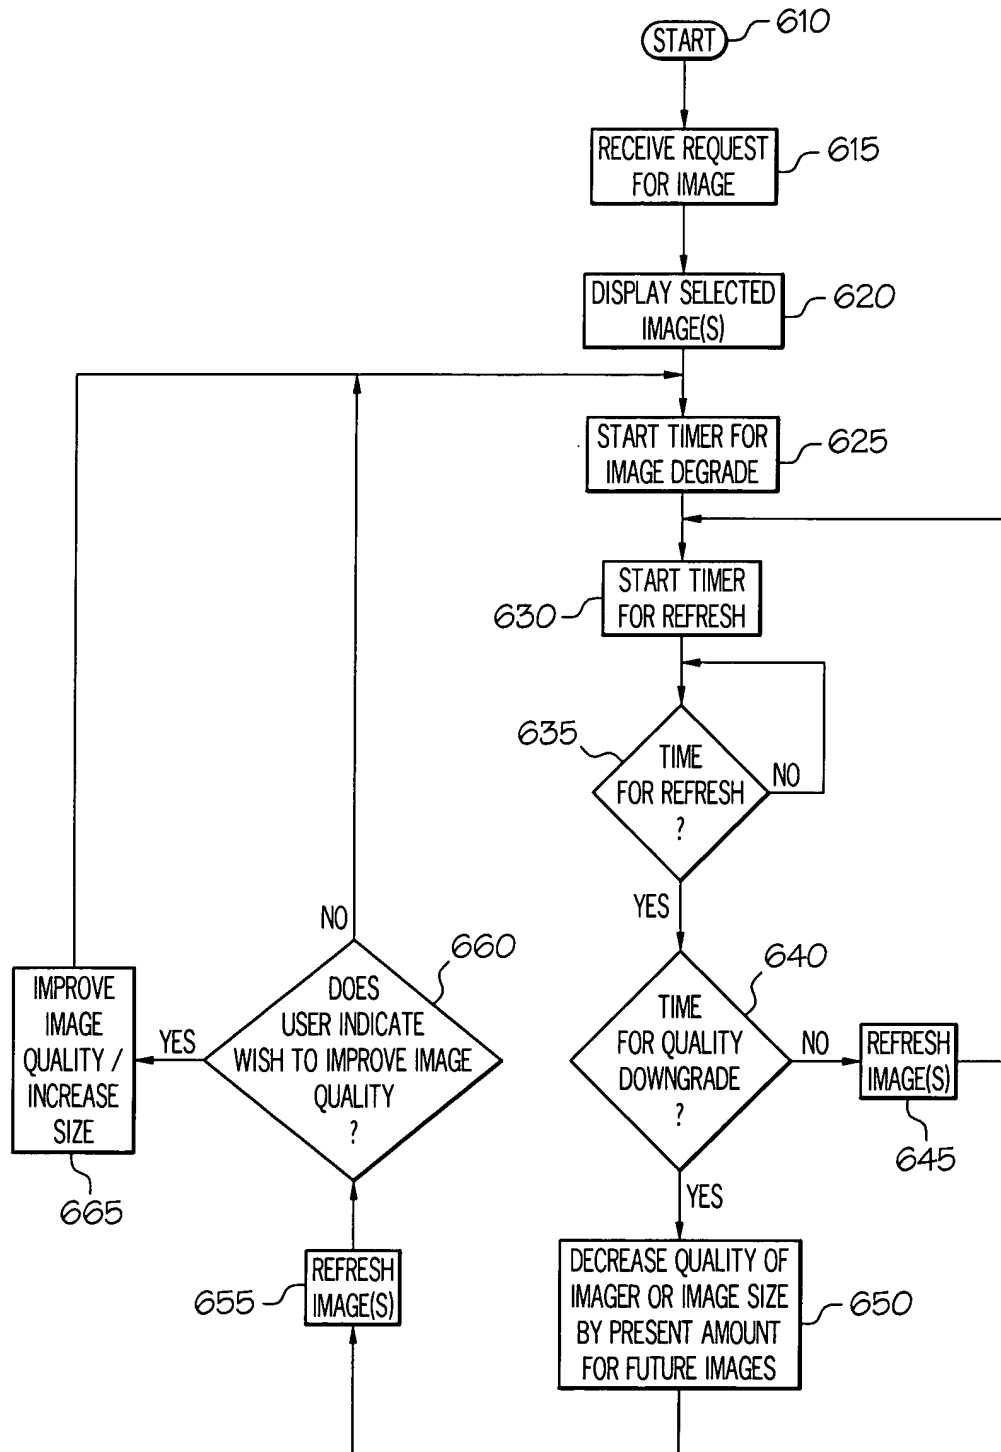 START
610
RECEIVE REQUEST
FOR IMAGE
615
DISPLAY SELECTED
IMAGE(S)
620
START TIMER FOR
IMAGE DEGRADE
625
START TIMER
FOR REFRESH
630
635
TIME
FOR REFRESH
?
NO
YES
640
TIME
FOR QUALITY
DOWNGRADE
?
NO
REFRESH
IMAGE(S)
645
YES
DECREASE QUALITY OF
IMAGER OR IMAGE SIZE
BY PRESENT AMOUNT
FOR FUTURE IMAGES
650
REFRESH
IMAGE(S)
655
NO
660
DOES
USER INDICATE
WISH TO IMPROVE IMAGE
QUALITY
?
YES
IMPROVE
IMAGE
QUALITY /
INCREASE
SIZE
665